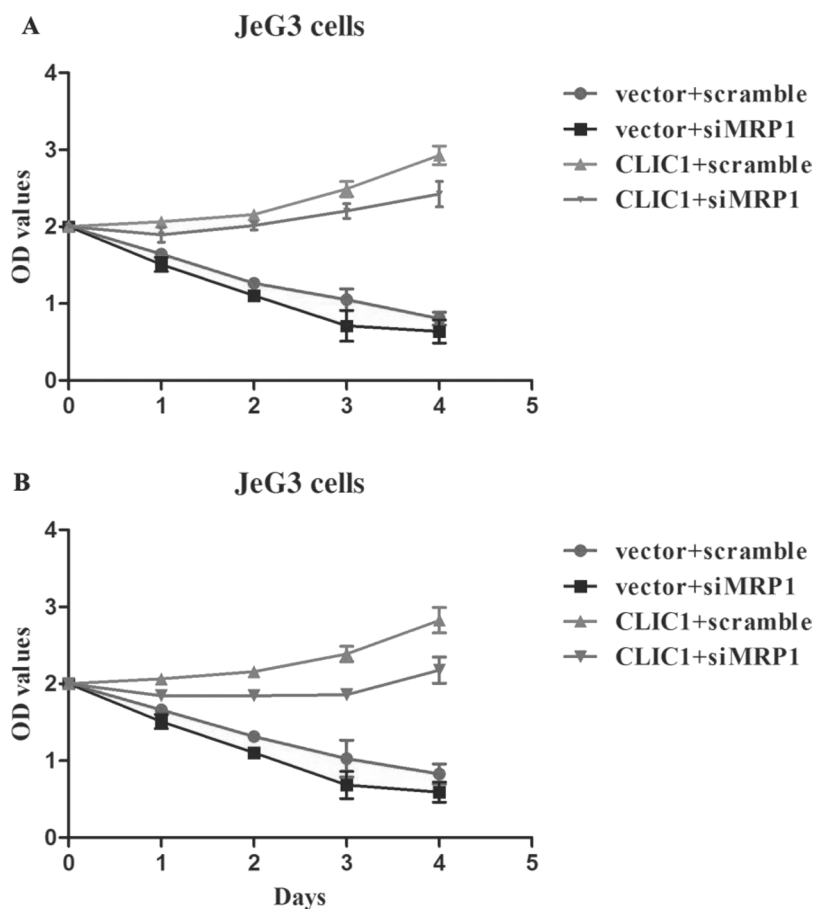 A
JeG3 cells
4
3
2
1
0
OD values
0 1 2 3 4 5
vector+scramble
vector+siMRP1
CLIC1+scramble
CLIC1+siMRP1
B
JeG3 cells
4
3
2
1
0
OD values
0 1 2 3 4 5
Days
vector+scramble
vector+siMRP1
CLIC1+scramble
CLIC1+siMRP1